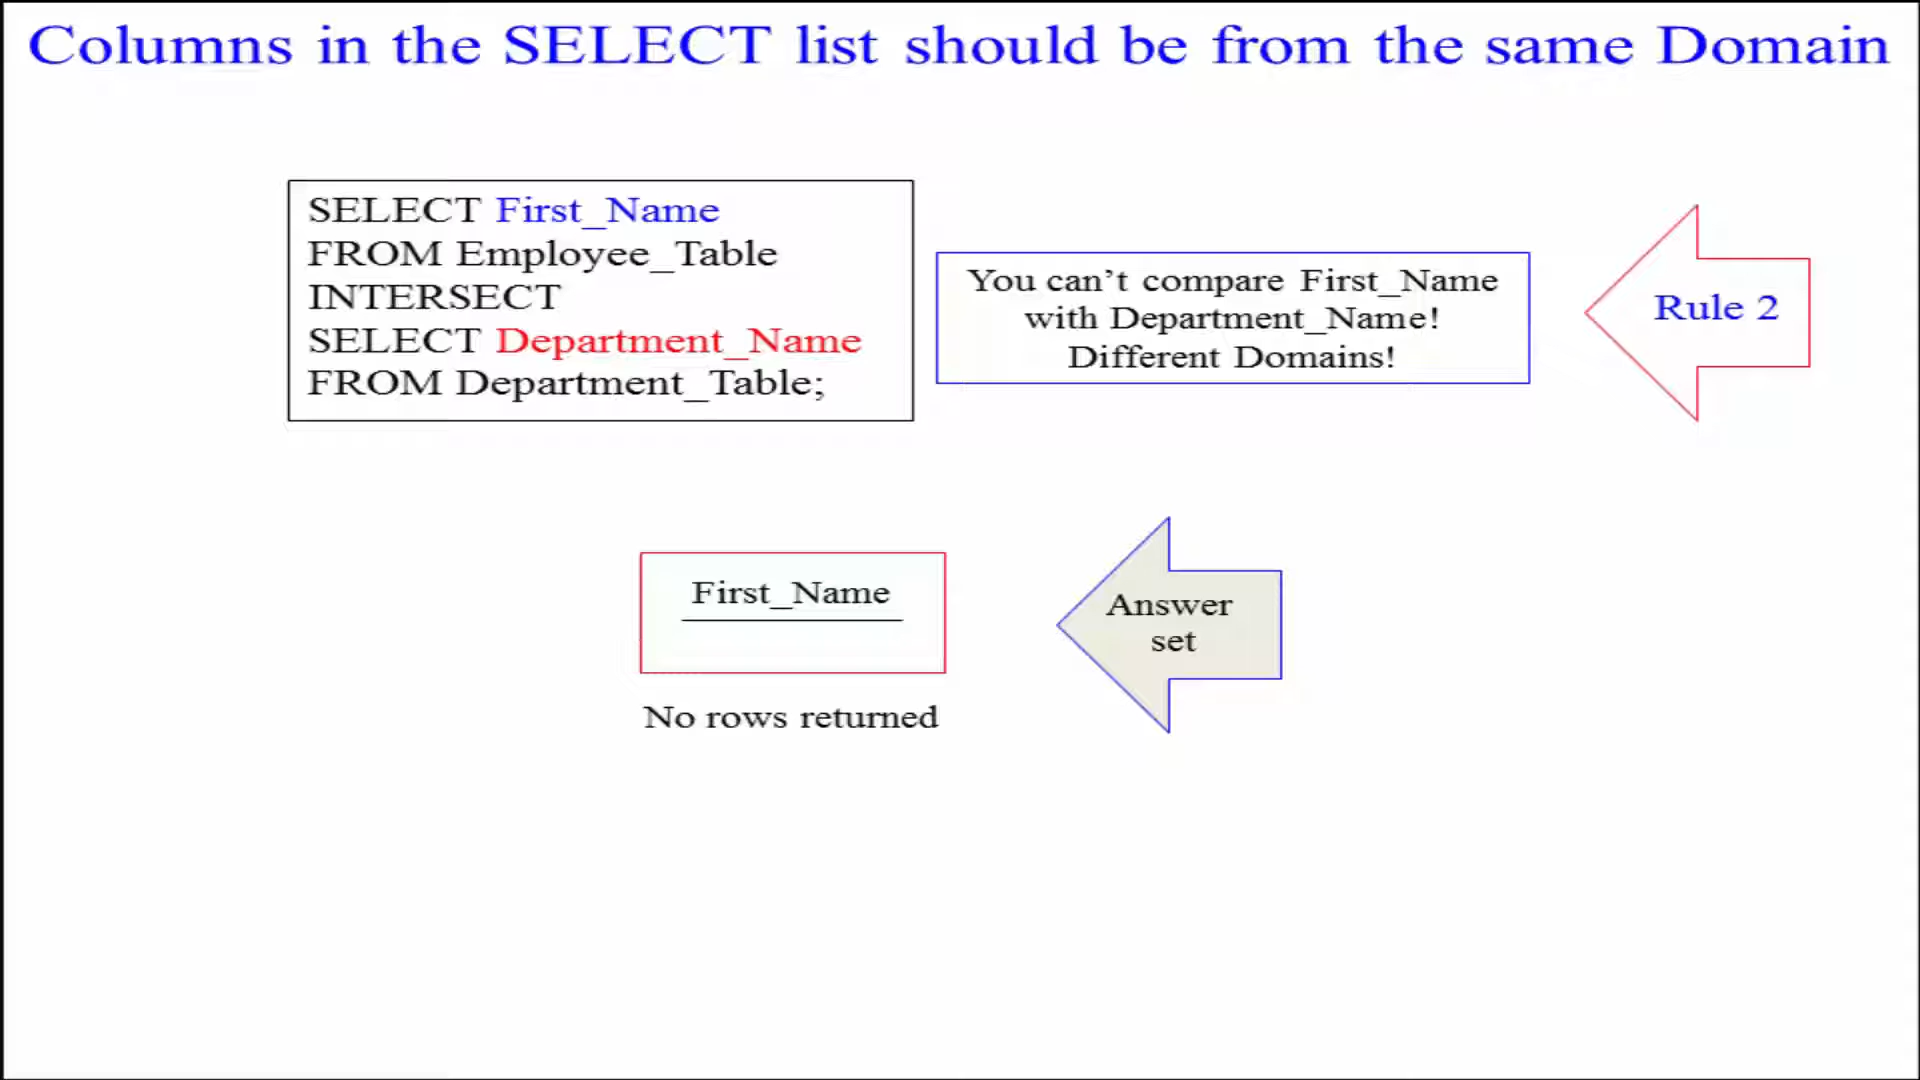 Columns in the SELECT list should be from the same Domain
SELECT First_Name
FROM Employee_Table
INTERSECT
SELECT Department_Name
FROM Department_Table;
You can’t compare First_Name
with Department_Name!
Different Domains!
Rule 2
First_Name
No rows returned
Answer
set